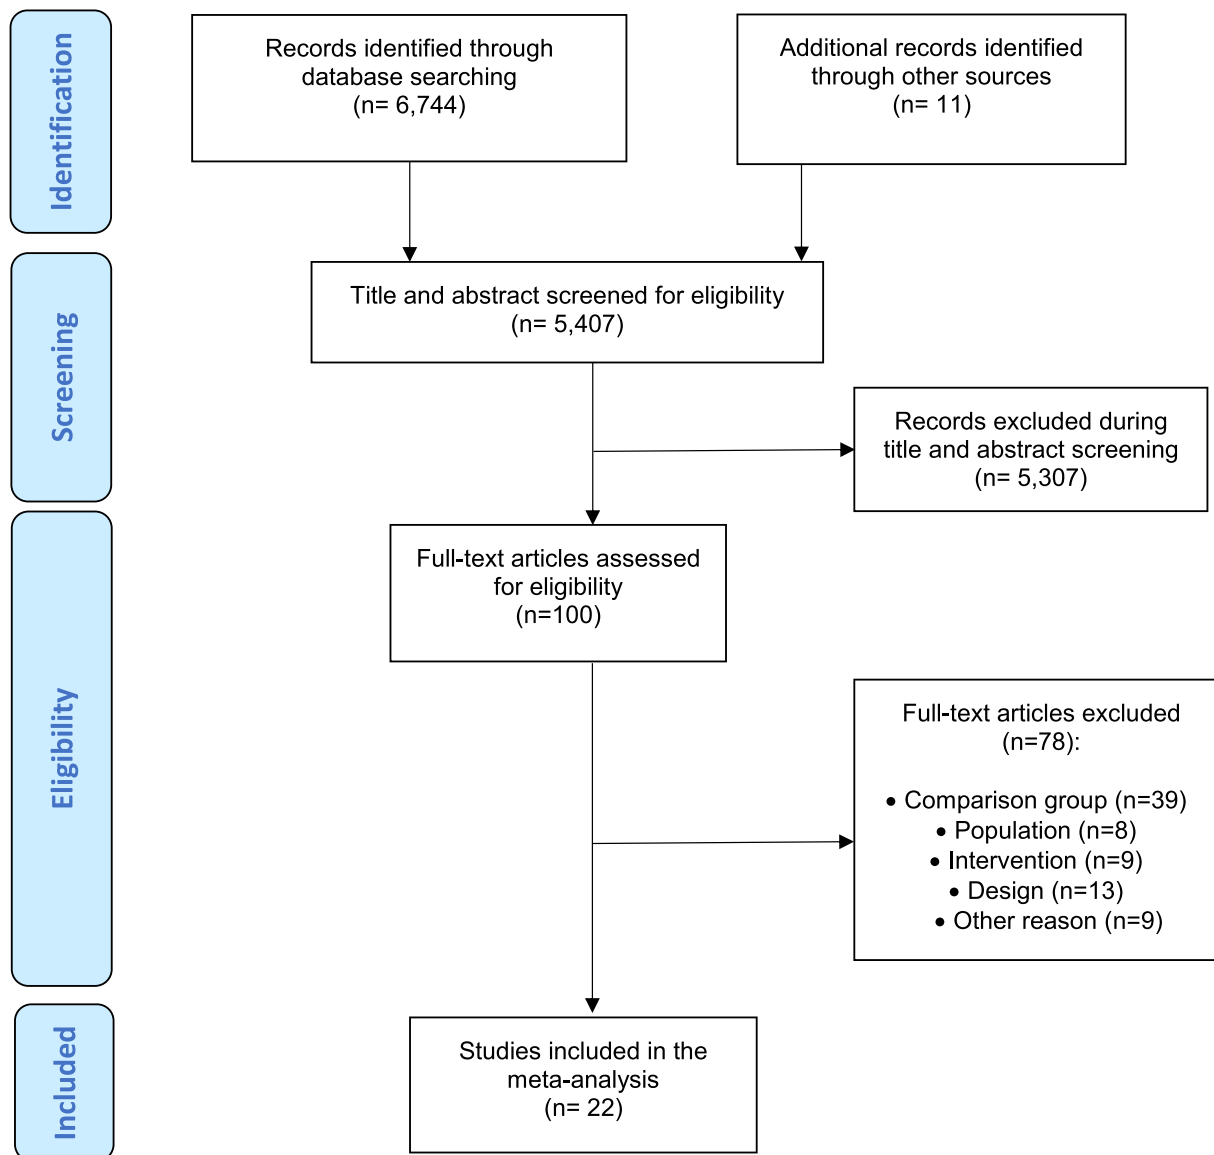 Identification
Records identified through
database searching
(n= 6,744)
Additional records identified
through other sources
(n= 11)
Screening
Title and abstract screened for eligibility
(n= 5,407)
Records excluded during
title and abstract screening
(n= 5,307)
Eligibility
Full-text articles assessed
for eligibility
(n=100)
Full-text articles excluded
(n=78):
• Comparison group (n=39)
• Population (n=8)
• Intervention (n=9)
• Design (n=13)
• Other reason (n=9)
Included
Studies included in the
meta-analysis
(n= 22)